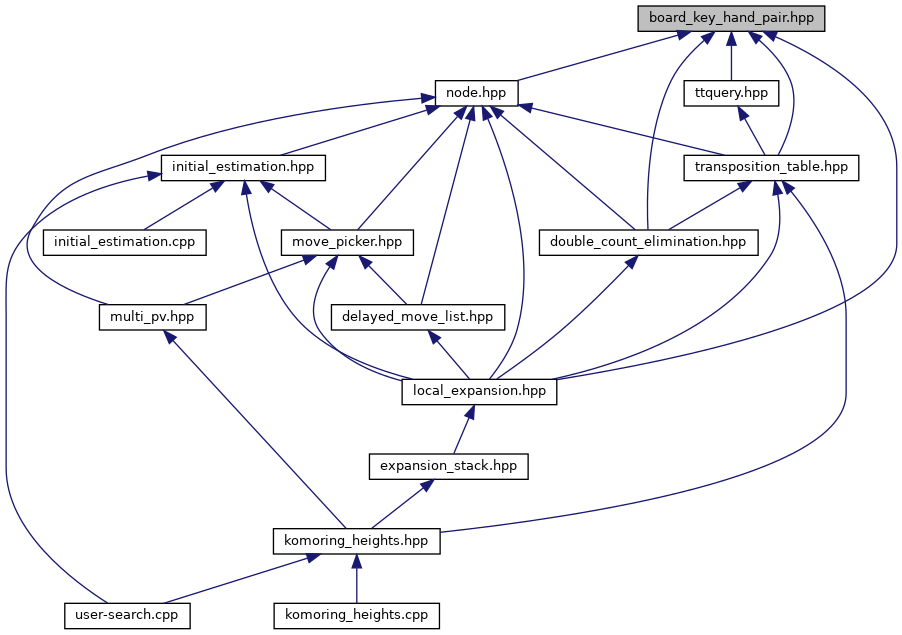 board_key_hand_pair.hpp
node.hpp
ttquery.hpp
initial_estimation.hpp
transposition_table.hpp
initial_estimation.cpp
move_picker.hpp
double_count_elimination.hpp
multi_pv.hpp
delayed_move_list.hpp
local_expansion.hpp
expansion_stack.hpp
komoring_heights.hpp
user-search.cpp
komoring_heights.cpp